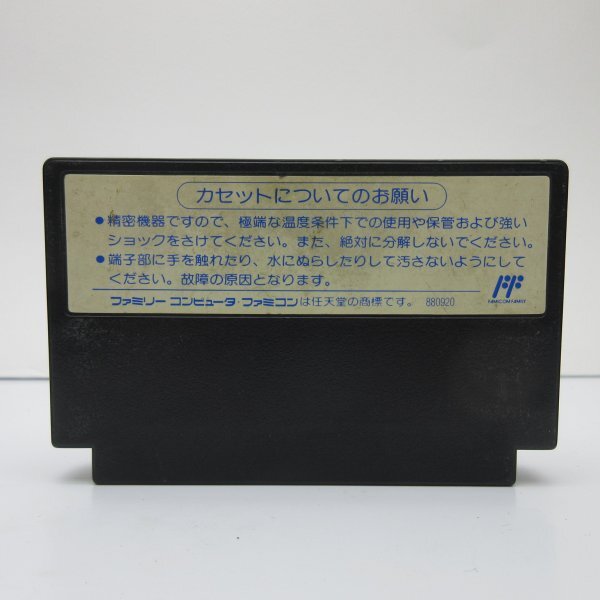 カセットについてのお願い
●精密機器ですので、極端な温度条件下での使用や保管および強い
ショックをさけてください。また、絶対に分解しないでください。
●端子部に手を触れたり、水にぬらしたりして汚さないようにして
ください。故障の原因となります。
FAMICOM FAMILY
ファミリー コンピュータ・ファミコンは任天堂の商標です。 880920